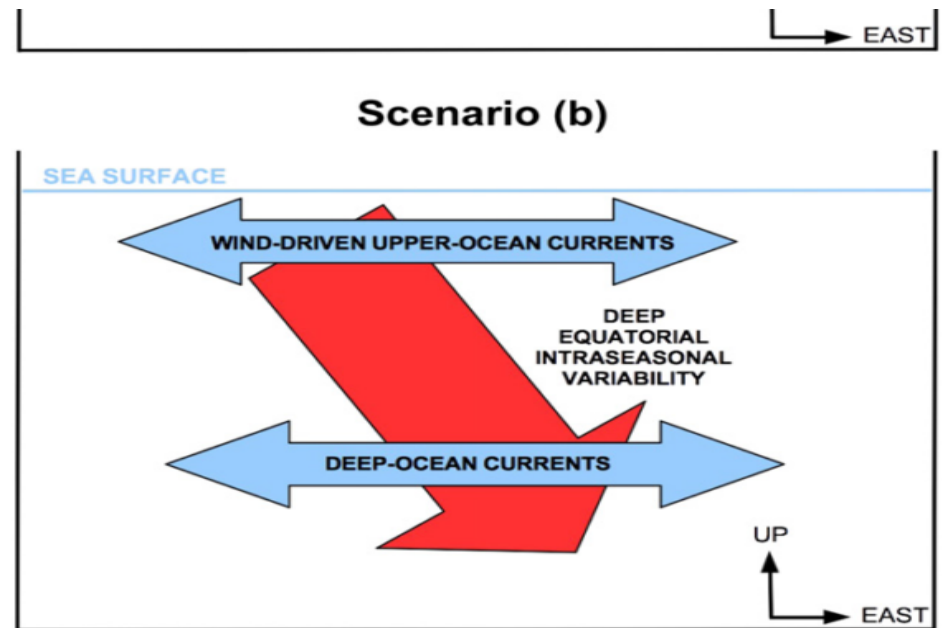 EAST
Scenario (b)
SEA SURFACE
WIND-DRIVEN UPPER-OCEAN CURRENTS
DEEP
EQUATORIAL
INTRASEASONAL
VARIABILITY
DEEP-OCEAN CURRENTS
UP
EAST